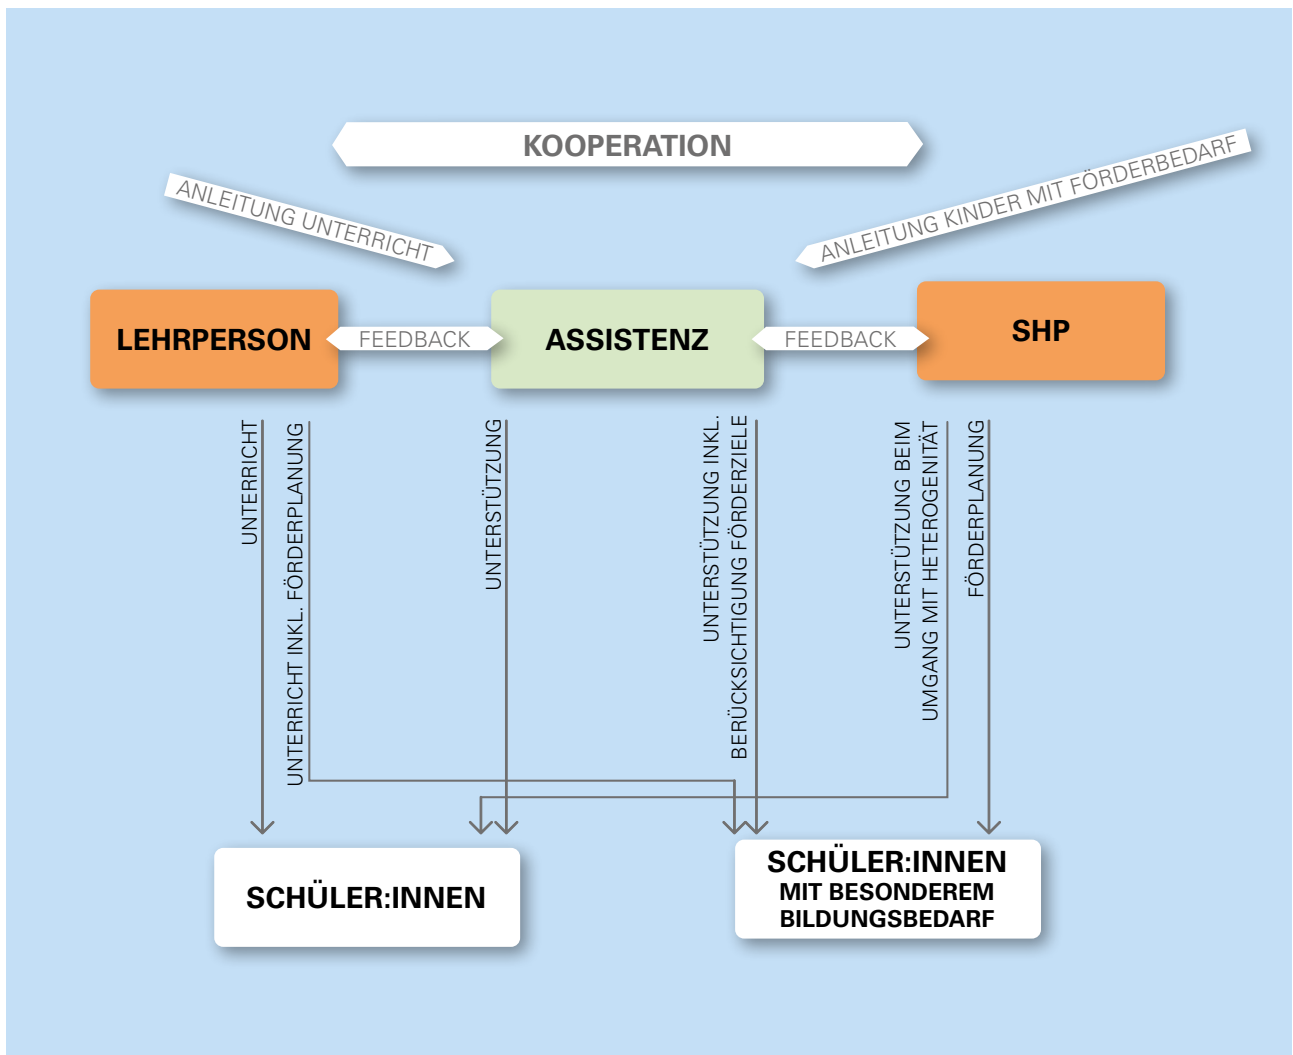 KOOPERATION
ANLEITUNG UNTERRICHT
ANLEITUNG KINDER MIT FÖRDERBEDARF
LEHRPERSON
FEEDBACK
ASSISTENZ
FEEDBACK
SHP
UNTERRICHT
UNTERRICHT INKL. FÖRDERPLANUNG
UNTERSTÜTZUNG
UNTERSTÜTZUNG INKL.
BERÜCKSICHTIGUNG FÖRDERZIELE
UNTERSTÜTZUNG BEIM
UMGANG MIT HETEROGENITÄT
FÖRDERPLANUNG
SCHÜLER:INNEN
SCHÜLER:INNEN
MIT BESONDEREM
BILDUNGSBEDARF